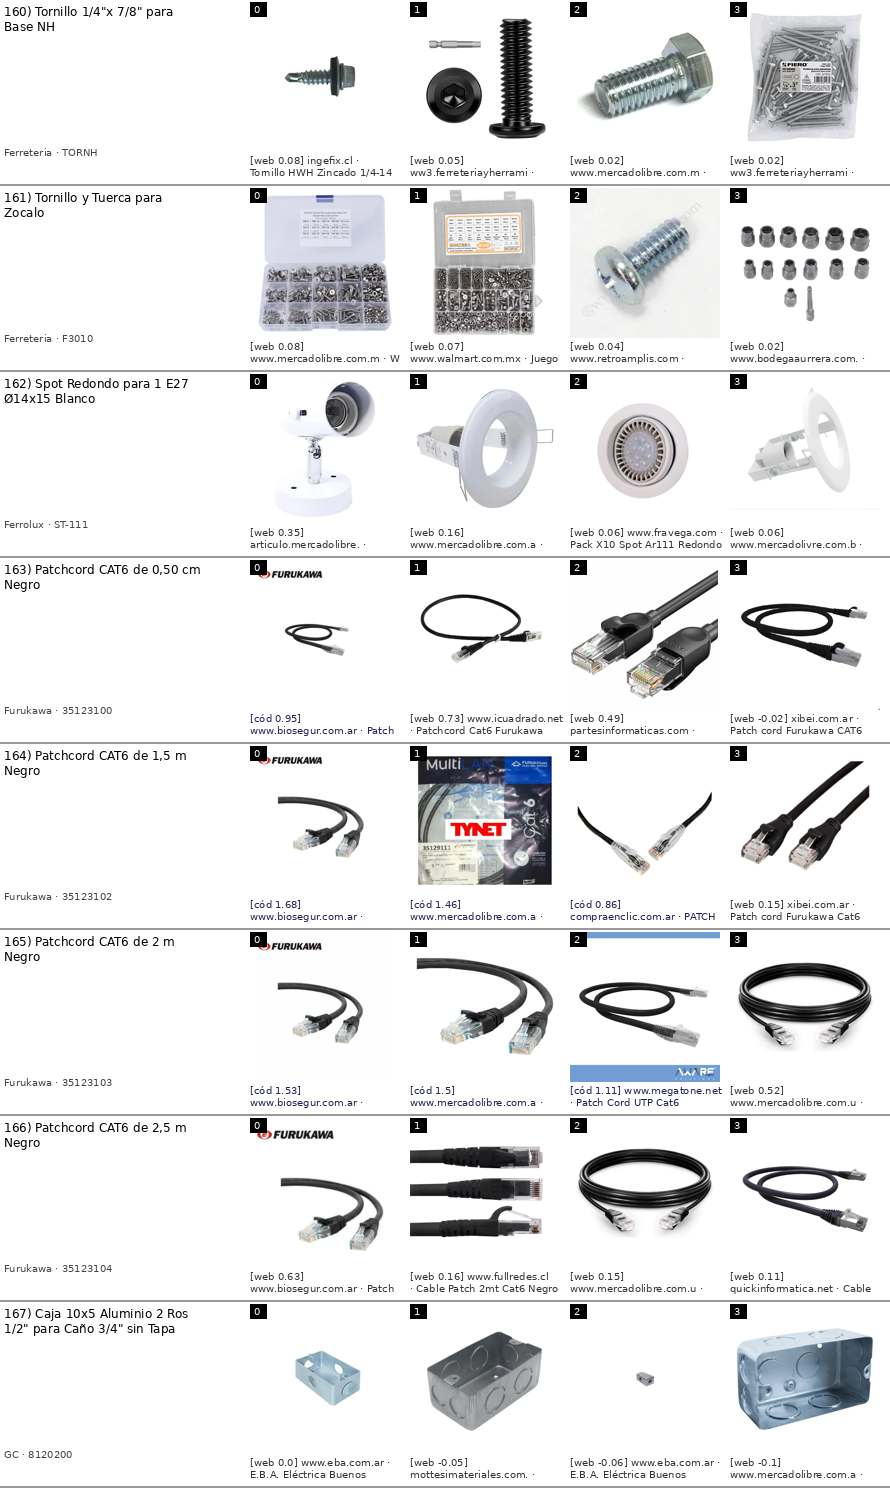 160) Tornillo 1/4"x 7/8" para
Base NH
Ferreteria · TORNH
0
[web 0.08] ingefix.cl ·
Tornillo HWH Zincado 1/4-14
1
[web 0.05]
ww3.ferreteriayherrami ·
2
[web 0.02]
www.mercadolibre.com.m ·
3
FIERO
[web 0.02]
ww3.ferreteriayherrami ·
161) Tornillo y Tuerca para
Zocalo
Ferreteria · F3010
0
[web 0.08]
www.mercadolibre.com.m · W
1
[web 0.07]
www.walmart.com.mx · Juego
2
[web 0.04]
www.retroamplis.com ·
3
[web 0.02]
www.bodegaaurrera.com. ·
162) Spot Redondo para 1 E27
Ø14x15 Blanco
Ferrolux · ST-111
0
[web 0.35]
articulo.mercadolibre. ·
1
[web 0.16]
www.mercadolibre.com.a ·
2
[web 0.06] www.fravega.com ·
Pack X10 Spot Ar111 Redondo
3
[web 0.06]
www.mercadolivre.com.b ·
163) Patchcord CAT6 de 0,50 cm
Negro
Furukawa · 35123100
0
FURUKAWA
[cód 0.95]
www.biosegur.com.ar · Patch
1
[web 0.73] www.icuadrado.net
· Patchcord Cat6 Furukawa
2
[web 0.49]
partesinformaticas.com ·
3
[web -0.02] xibei.com.ar ·
Patch cord Furukawa CAT6
164) Patchcord CAT6 de 1,5 m
Negro
Furukawa · 35123102
0
FURUKAWA
[cód 1.68]
www.biosegur.com.ar ·
1
MultiLAN
FURUKAWA
TYNET
Cat.6
35129111
[cód 1.46]
www.mercadolibre.com.a ·
2
[cód 0.86]
compraenclic.com.ar · PATCH
3
[web 0.15] xibei.com.ar ·
Patch cord Furukawa Cat6
165) Patchcord CAT6 de 2 m
Negro
Furukawa · 35123103
0
FURUKAWA
[cód 1.53]
www.biosegur.com.ar ·
1
[cód 1.5]
www.mercadolibre.com.a ·
2
[cód 1.11] www.megatone.net
· Patch Cord UTP Cat6
3
[web 0.52]
www.mercadolibre.com.u ·
166) Patchcord CAT6 de 2,5 m
Negro
Furukawa · 35123104
0
FURUKAWA
[web 0.63]
www.biosegur.com.ar · Patch
1
[web 0.16] www.fullredes.cl
· Cable Patch 2mt Cat6 Negro
2
[web 0.15]
www.mercadolibre.com.u ·
3
[web 0.11]
quickinformatica.net · Cable
167) Caja 10x5 Aluminio 2 Ros
1/2" para Caño 3/4" sin Tapa
GC · 8120200
0
[web 0.0] www.eba.com.ar ·
E.B.A. Eléctrica Buenos
1
[web -0.05]
mottesimateriales.com. ·
2
[web -0.06] www.eba.com.ar ·
E.B.A. Eléctrica Buenos
3
[web -0.1]
www.mercadolibre.com.a ·